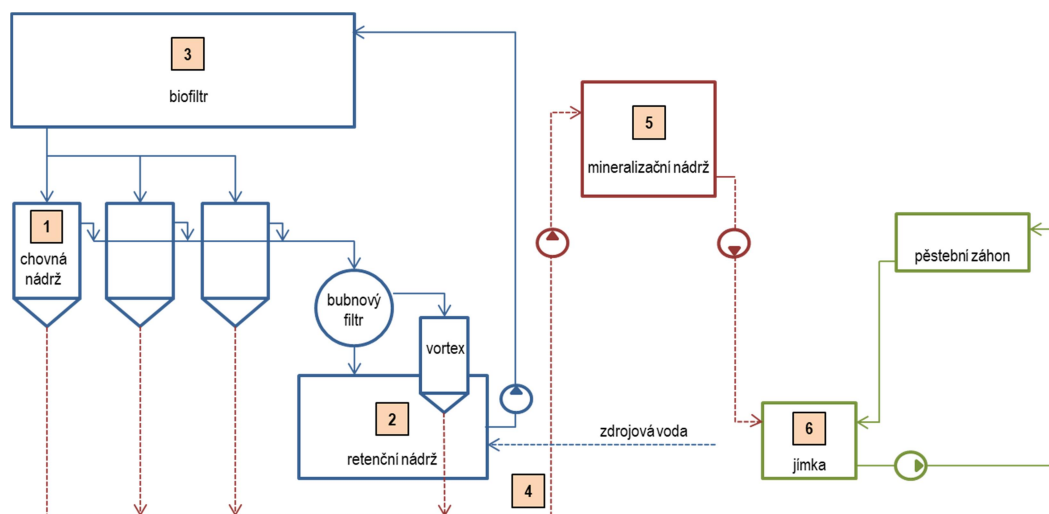 3
biofiltr
5
mineralizační nádrž
1
chovná
nádrž
pěstební záhon
bubnový
filtr
vortex
2
retenční nádrž
zdrojová voda
6
jímka
4